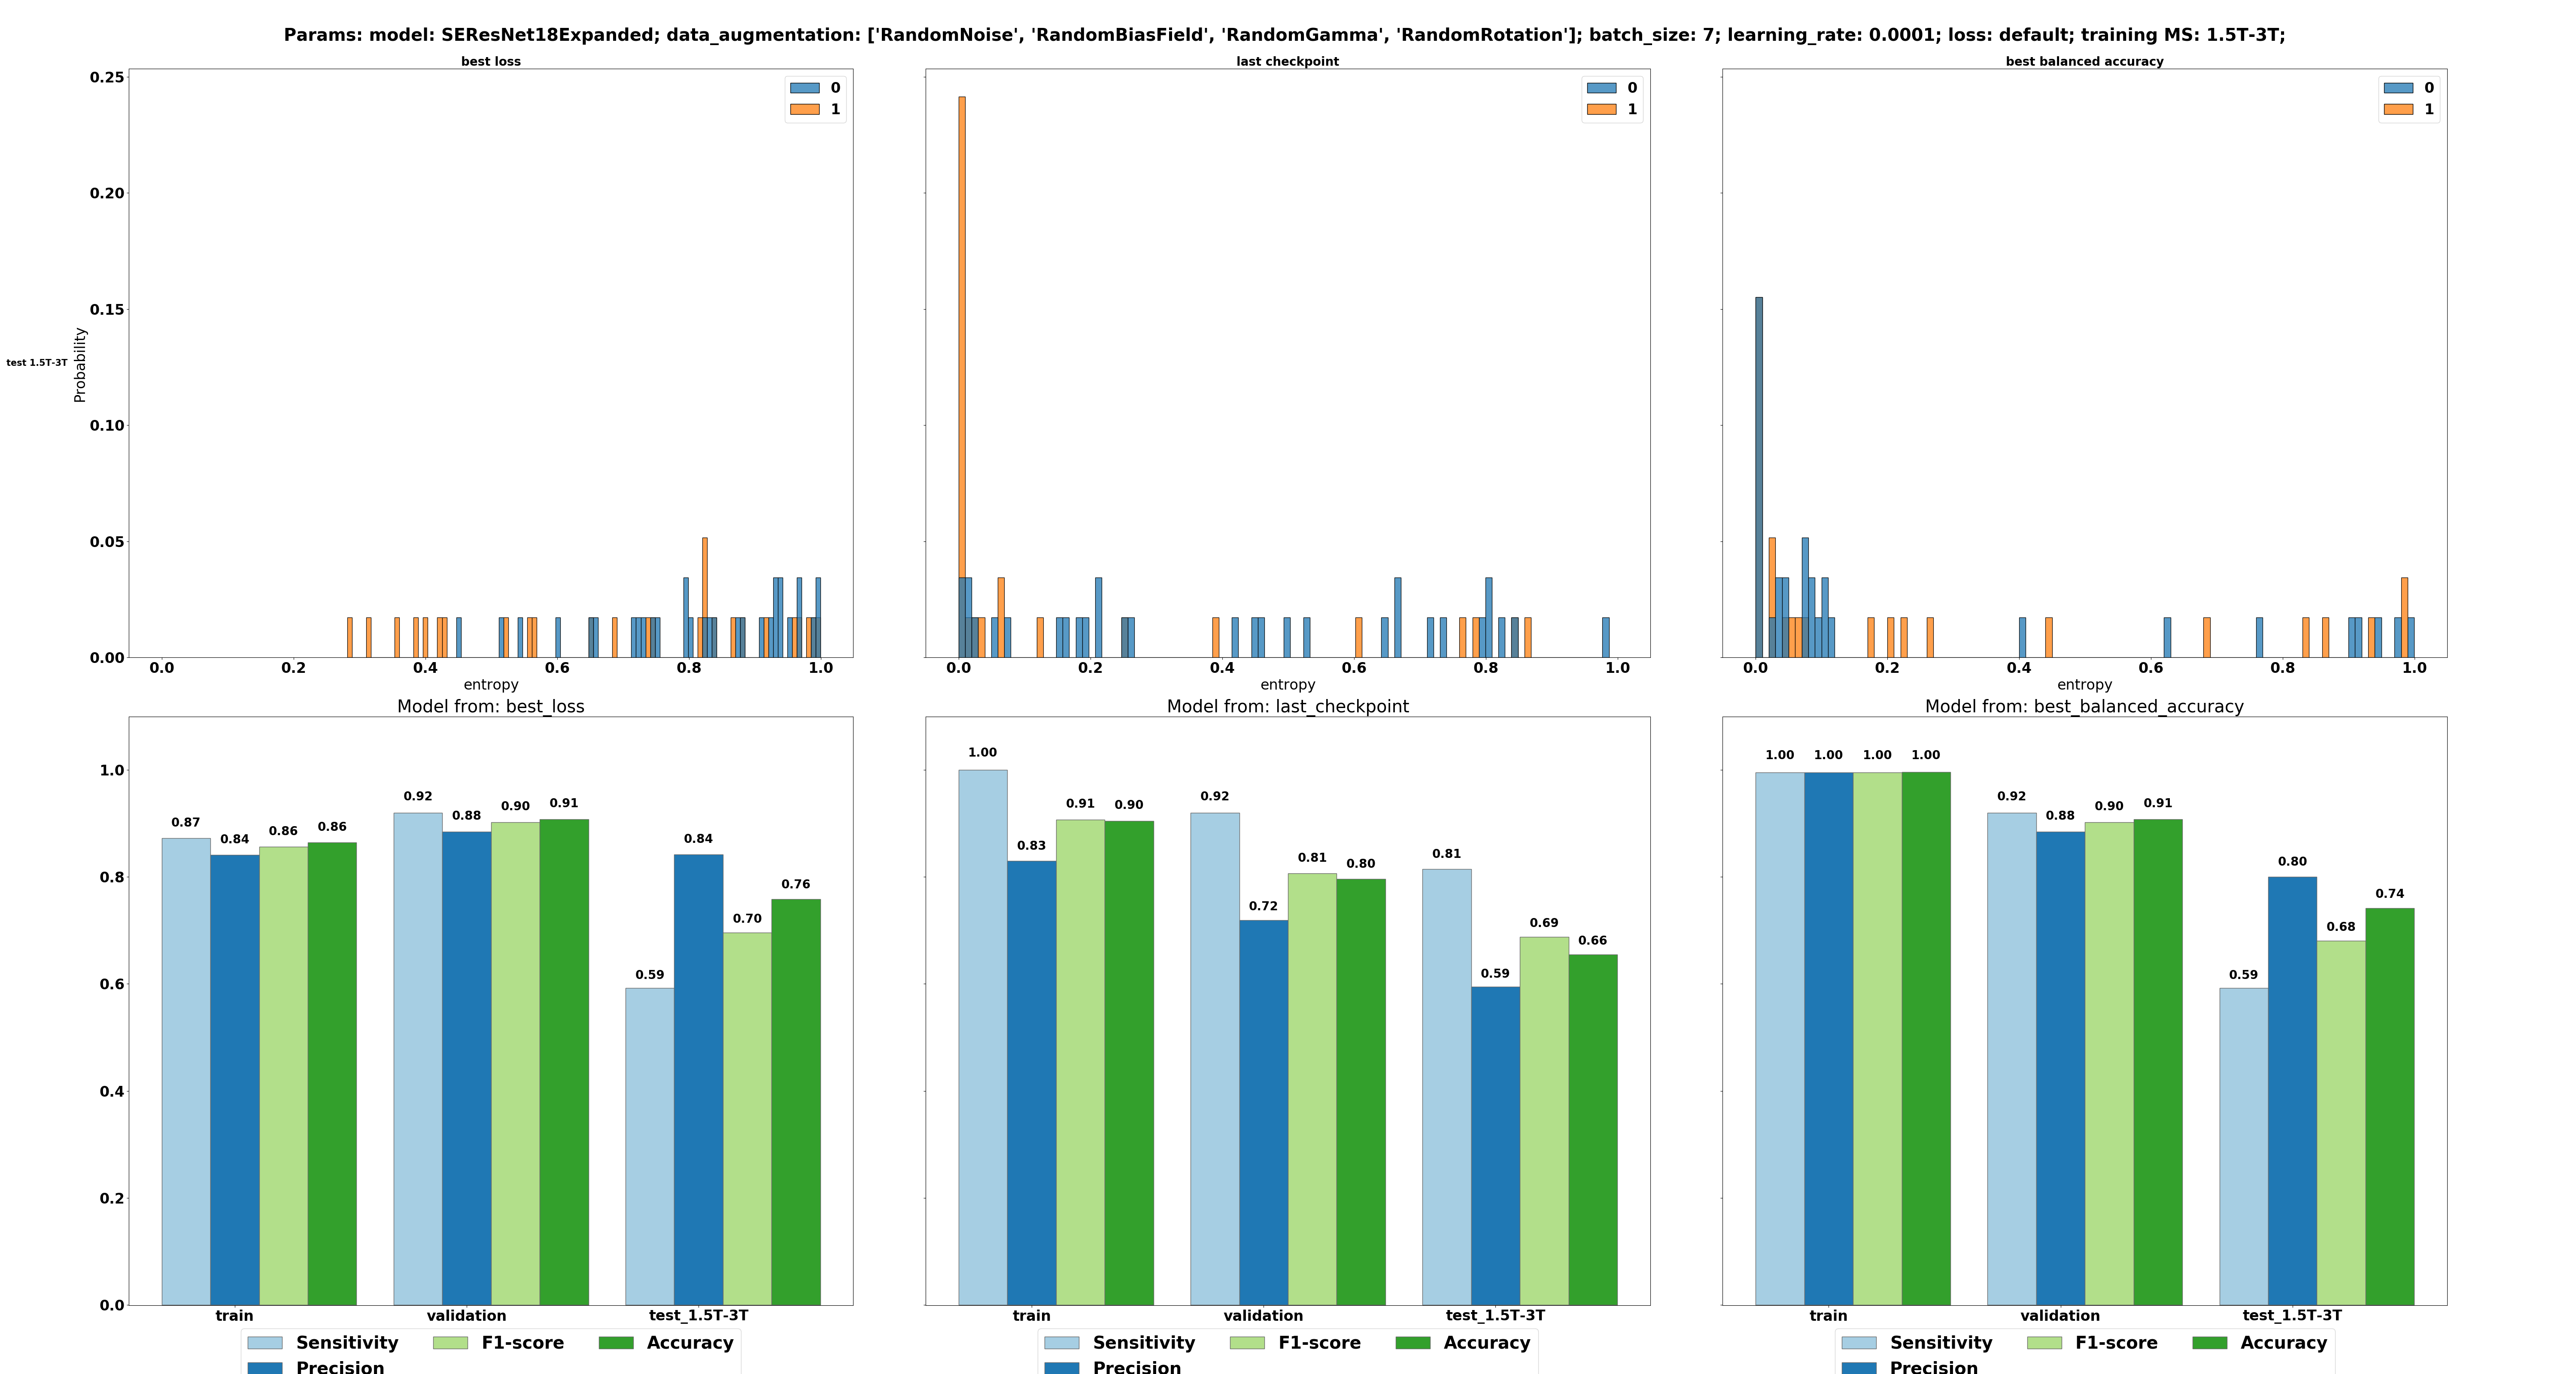 Params: model: SEResNet18Expanded; data_augmentation: ['RandomNoise', 'RandomBiasField', 'RandomGamma', 'RandomRotation']; batch_size: 7; learning_rate: 0.0001; loss: default; training MS: 1.5T-3T;
best loss
last checkpoint
best balanced accuracy
0.25
0.20
0.15
0.10
0.05
0.00
Probability
test 1.5T-3T
0
1
0
1
0
1
0.0 0.2 0.4 0.6 0.8 1.0
entropy
0.0 0.2 0.4 0.6 0.8 1.0
entropy
0.0 0.2 0.4 0.6 0.8 1.0
entropy
Model from: best_loss
1.0
0.8
0.6
0.4
0.2
0.0
0.87 0.84 0.86 0.86
0.92 0.88 0.90 0.91
0.59 0.84 0.70 0.76
train validation test_1.5T-3T
Sensitivity F1-score Accuracy
Precision
Model from: last_checkpoint
1.00 0.83 0.91 0.90
0.92 0.72 0.81 0.80
0.81 0.59 0.69 0.66
train validation test_1.5T-3T
Sensitivity F1-score Accuracy
Precision
Model from: best_balanced_accuracy
1.00 1.00 1.00 1.00
0.92 0.88 0.90 0.91
0.59 0.80 0.68 0.74
train validation test_1.5T-3T
Sensitivity F1-score Accuracy
Precision